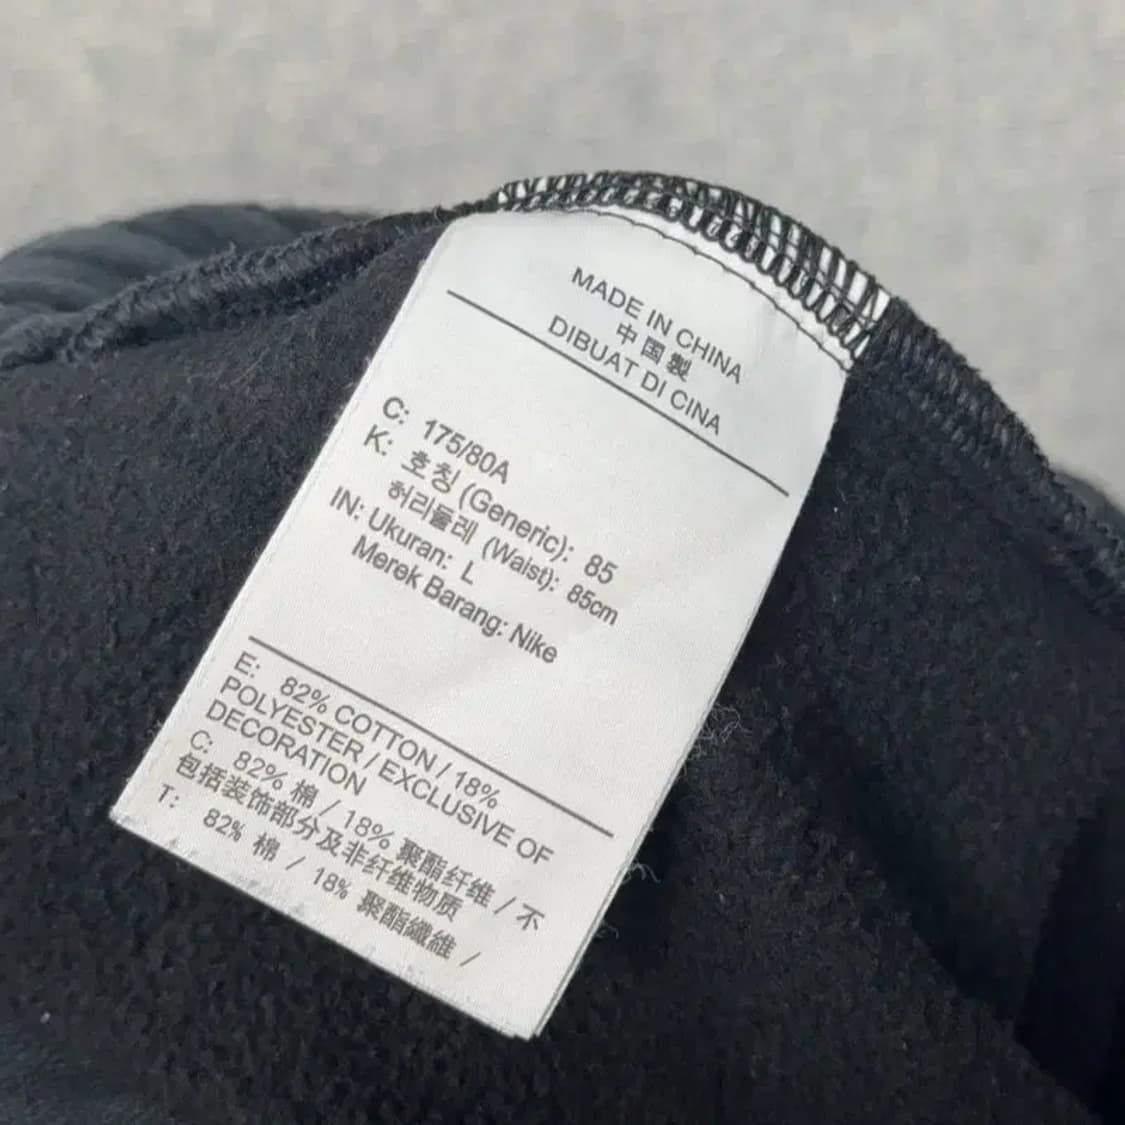 MADE IN CHINA
中国製
DIBUAT DI CINA
C: 175/80A
K: 호칭 (Generic): 85
허리둘레 (Waist): 85cm
IN: Ukuran: L
Merek Barang: Nike
E: 82% COTTON / 18%
POLYESTER / EXCLUSIVE OF
DECORATION
C: 82% 棉 / 18% 聚酯纤维 / 不
包括装饰部分及非纤维物质
T: 82% 棉 / 18% 聚酯纖維 /